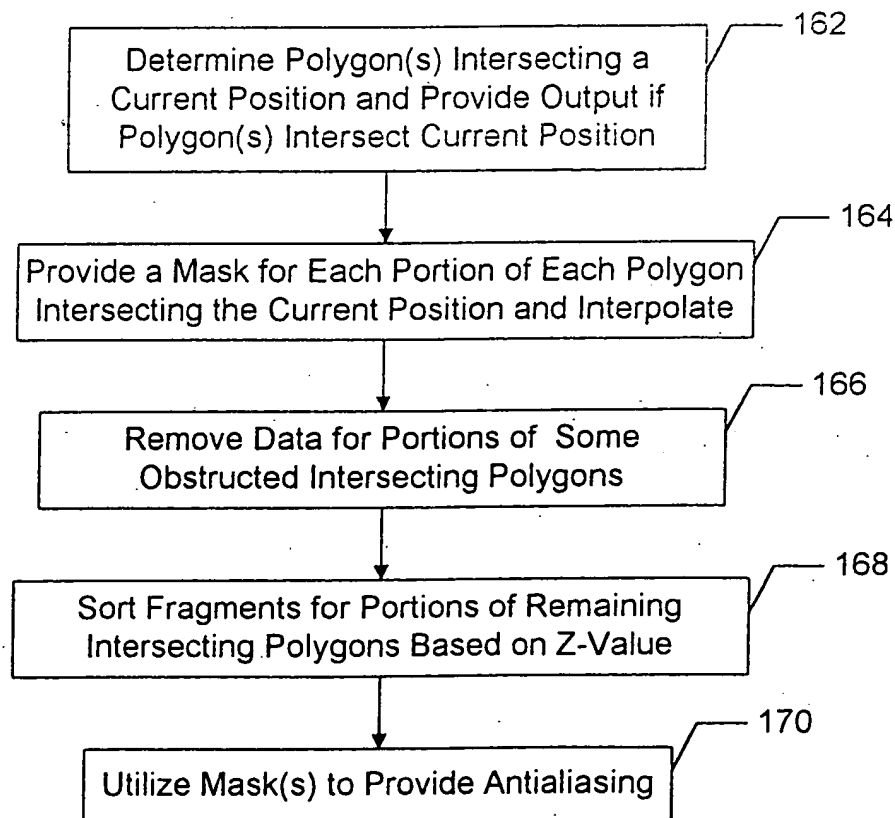 162
Determine Polygon(s) Intersecting a
Current Position and Provide Output if
Polygon(s) Intersect Current Position
164
Provide a Mask for Each Portion of Each Polygon
Intersecting the Current Position and Interpolate
166
Remove Data for Portions of Some
Obstructed Intersecting Polygons
168
Sort Fragments for Portions of Remaining
Intersecting Polygons Based on Z-Value
170
Utilize Mask(s) to Provide Antialiasing